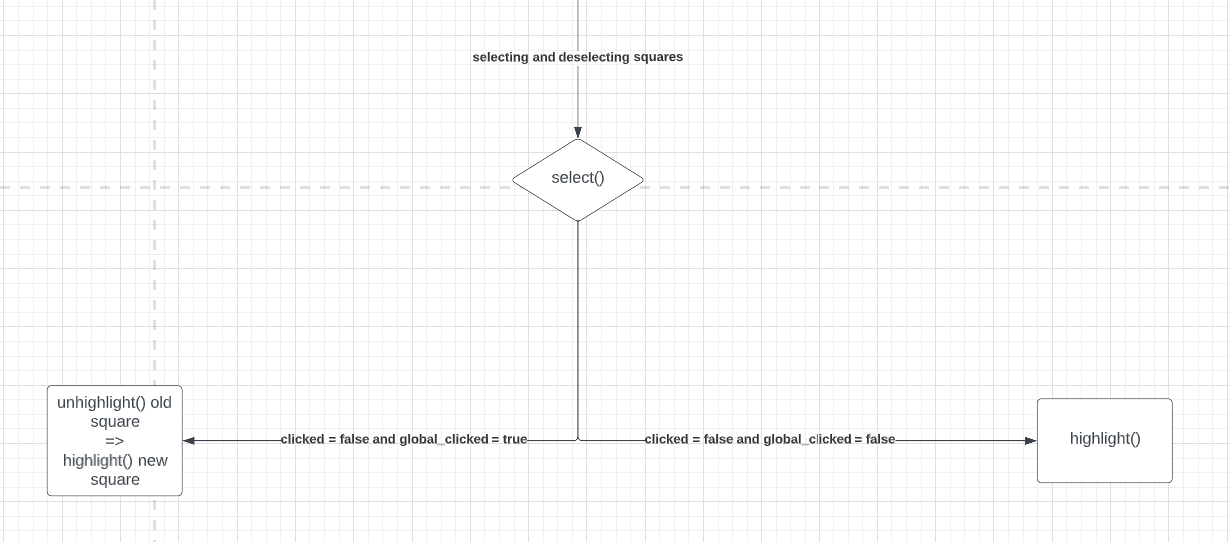 selecting and deselecting squares
select()
unhighlight() old
square
=>
highlight() new
square
clicked = false and global_clicked = true
clicked = false and global_clicked = false
highlight()